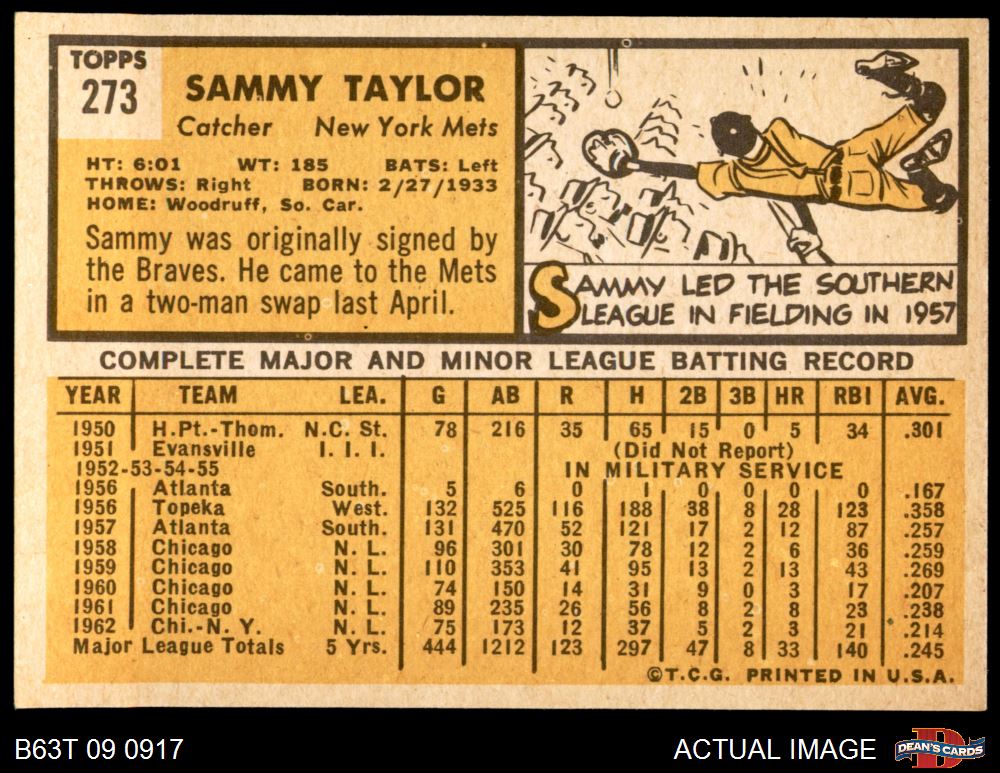 TOPPS
273
SAMMY TAYLOR
Catcher New York Mets
HT: 6:01 WT: 185 BATS: Left
THROWS: Right BORN: 2/27/1933
HOME: Woodruff, So. Car.
Sammy was originally signed by
the Braves. He came to the Mets
in a two-man swap last April.
SAMMY LED THE SOUTHERN
LEAGUE IN FIELDING IN 1957
COMPLETE MAJOR AND MINOR LEAGUE BATTING RECORD
YEAR TEAM LEA. G AB R H 2B 3B HR RBI AVG.
1950 H.Pt.-Thom. N.C. St. 78 216 35 65 15 0 5 34 .301
1951 Evansville I. I. I. (Did Not Report)
1952-53-54-55 IN MILITARY SERVICE
1956 Atlanta South. 5 6 0 1 0 0 0 0 .167
1956 Topeka West. 132 525 116 188 38 8 28 123 .358
1957 Atlanta South. 131 470 52 121 17 2 12 87 .257
1958 Chicago N. L. 96 301 30 78 12 2 6 36 .259
1959 Chicago N. L. 110 353 41 95 13 2 13 43 .269
1960 Chicago N. L. 74 150 14 31 9 0 3 17 .207
1961 Chicago N. L. 89 235 26 56 8 2 8 23 .238
1962 Chi.-N. Y. N. L. 75 173 12 37 5 2 3 21 .214
Major League Totals 5 Yrs. 444 1212 123 297 47 8 33 140 .245
©T.C.G. PRINTED IN U.S.A.
B63T 09 0917 ACTUAL IMAGE DEAN'S CARDS